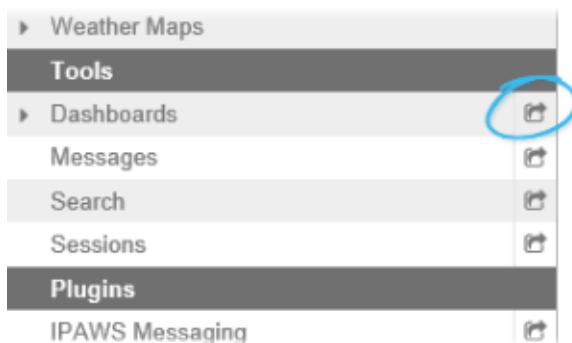 Weather Maps
Tools
Dashboards
Messages
Search
Sessions
Plugins
IPAWS Messaging